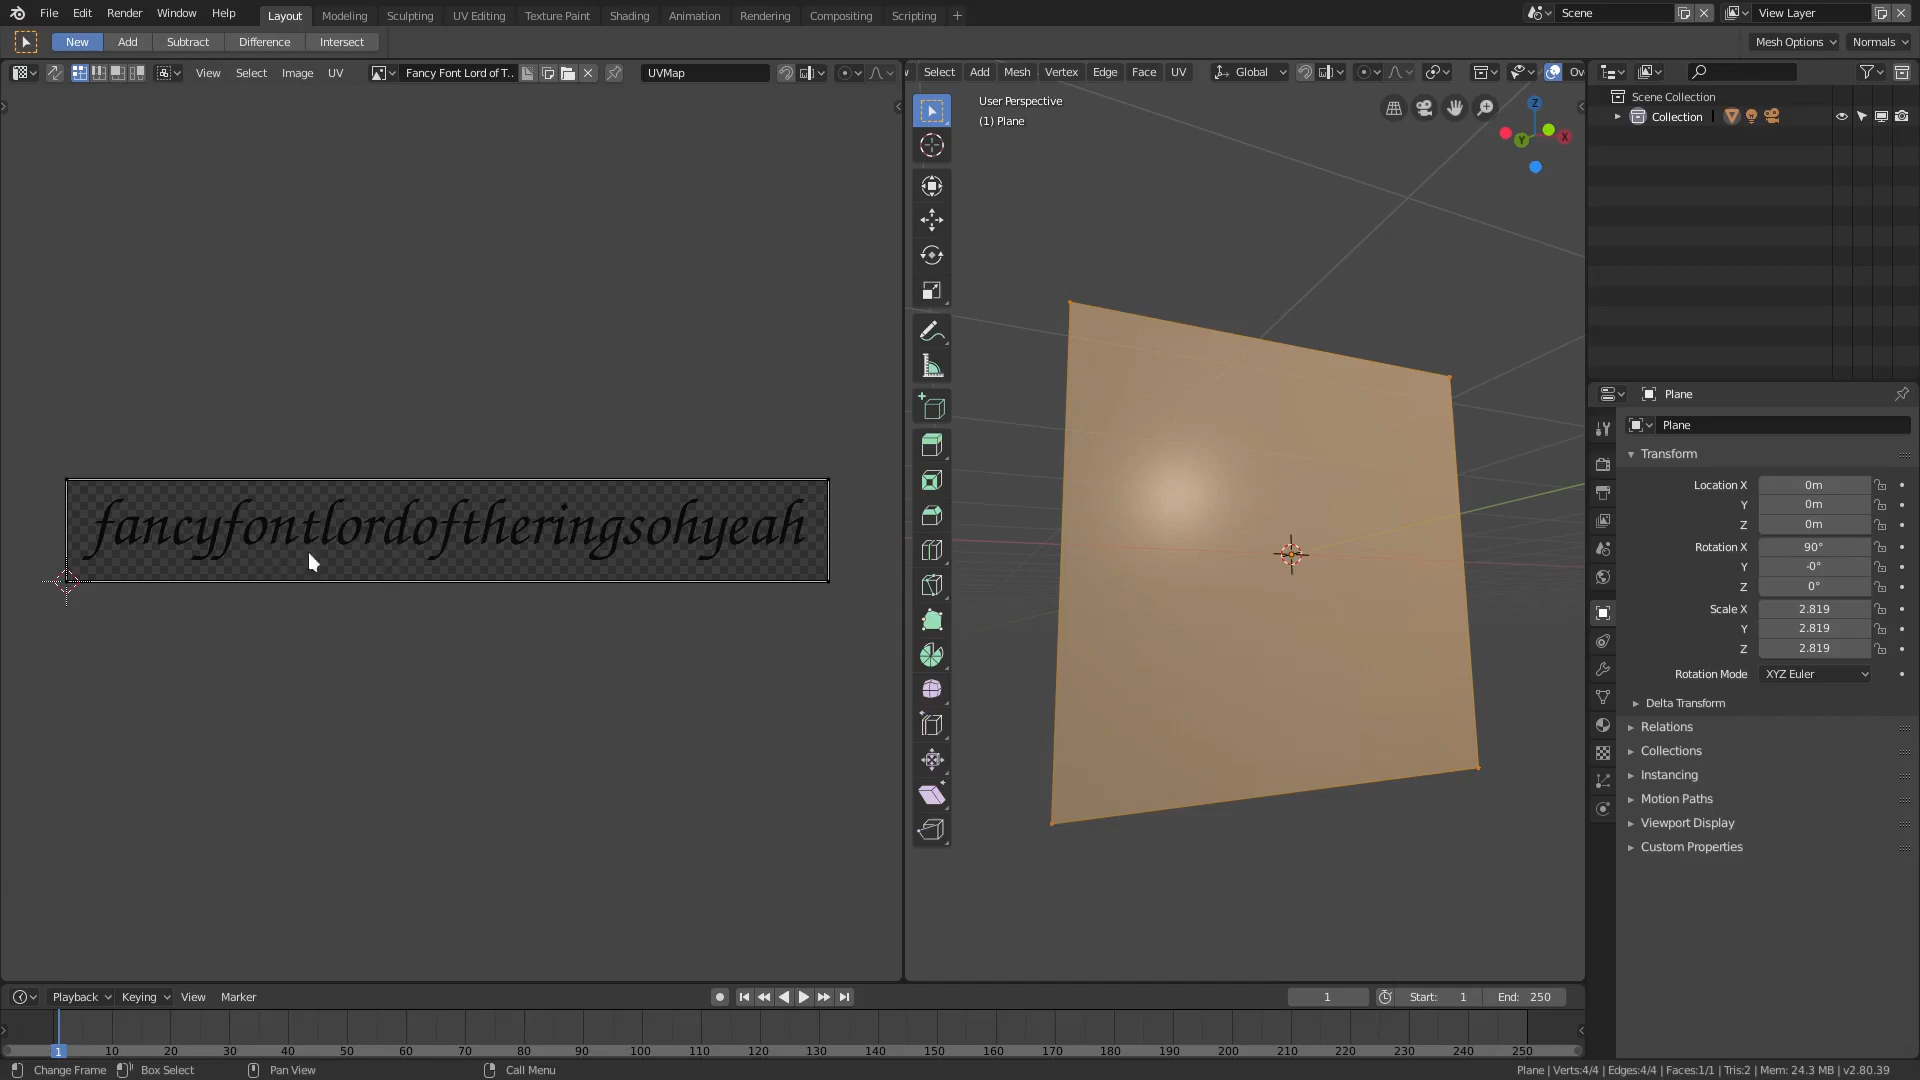 File Edit Render Window Help Layout Modeling Sculpting UV Editing Texture Paint Shading Animation Rendering Compositing Scripting + Scene View Layer
New Add Subtract Difference Intersect Mesh Options Normals
View Select Image UV Fancy Font Lord of T.. UVMap Select Add Mesh Vertex Edge Face UV Global Ov
User Perspective
(1) Plane
Z
X
Y
Scene Collection
Collection
fancyfontlordoftheringsohyeah
Plane
Plane
Transform
Location X 0m
Y 0m
Z 0m
Rotation X 90°
Y -0°
Z 0°
Scale X 2.819
Y 2.819
Z 2.819
Rotation Mode XYZ Euler
Delta Transform
Relations
Collections
Instancing
Motion Paths
Viewport Display
Custom Properties
Playback Keying View Marker 1 Start: 1 End: 250
1 10 20 30 40 50 60 70 80 90 100 110 120 130 140 150 160 170 180 190 200 210 220 230 240 250
Change Frame Box Select Pan View Call Menu Plane | Verts:4/4 | Edges:4/4 | Faces:1/1 | Tris:2 | Mem: 24.3 MB | v2.80.39